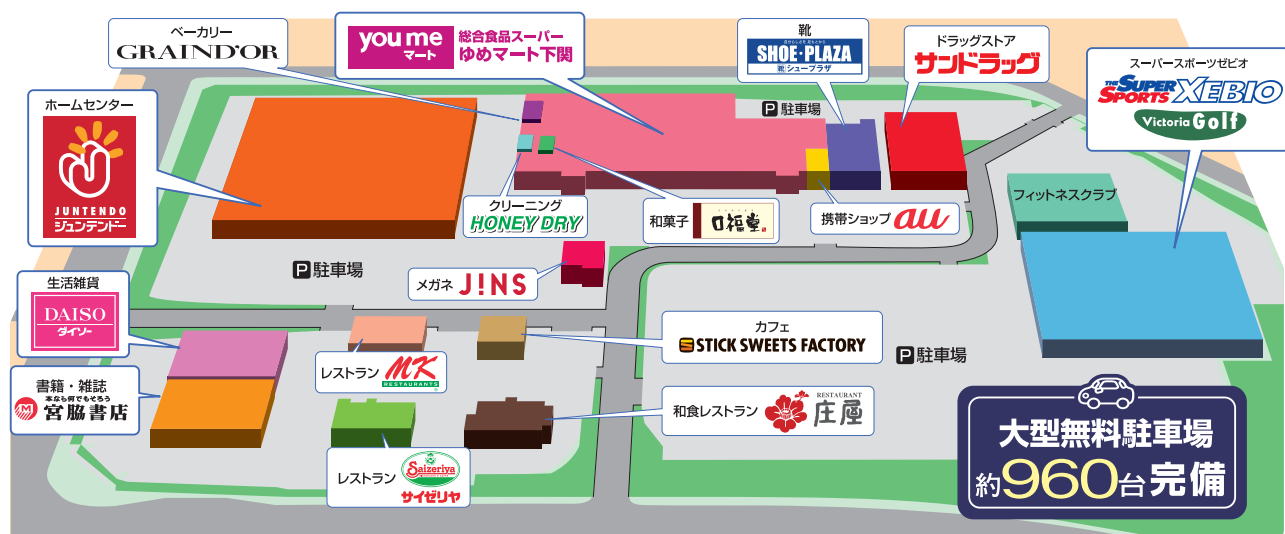 ベーカリー
GRAIND'OR
youme
マート
総合食品スーパー
ゆめマート下関
靴
SHOE・PLAZA
靴 シュープラザ
ドラッグストア
サンドラッグ
スーパースポーツゼビオ
THE SUPER SPORTS XEBIO
Victoria Golf
ホームセンター
JUNTENDO
ジュンテンドー
P 駐車場
クリーニング
HONEY DRY
和菓子
口福堂
携帯ショップ au
フィットネスクラブ
P 駐車場
メガネ J!NS
生活雑貨
DAISO
ダイソー
カフェ
STICK SWEETS FACTORY
P 駐車場
レストラン MK
RESTAURANTS
書籍・雑誌
本なら何でもそろう
宮脇書店
和食レストラン
RESTAURANT
庄屋
レストラン
Saizeriya
サイゼリヤ
大型無料駐車場
約960台完備